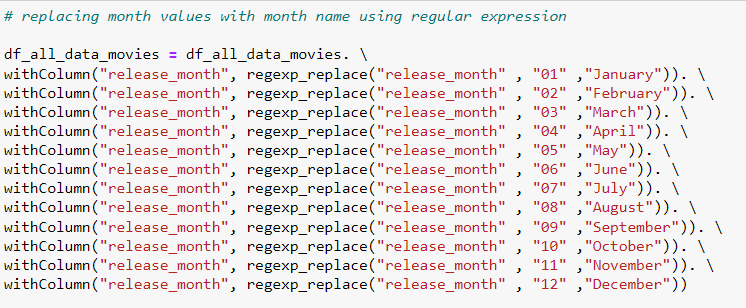 # replacing month values with month name using regular expression
df_all_data_movies = df_all_data_movies. \
withColumn("release_month", regexp_replace("release_month" , "01" ,"January")). \
withColumn("release_month", regexp_replace("release_month" , "02" ,"February")). \
withColumn("release_month", regexp_replace("release_month" , "03" ,"March")). \
withColumn("release_month", regexp_replace("release_month" , "04" ,"April")). \
withColumn("release_month", regexp_replace("release_month" , "05" ,"May")). \
withColumn("release_month", regexp_replace("release_month" , "06" ,"June")). \
withColumn("release_month", regexp_replace("release_month" , "07" ,"July")). \
withColumn("release_month", regexp_replace("release_month" , "08" ,"August")). \
withColumn("release_month", regexp_replace("release_month" , "09" ,"September")). \
withColumn("release_month", regexp_replace("release_month" , "10" ,"October")). \
withColumn("release_month", regexp_replace("release_month" , "11" ,"November")). \
withColumn("release_month", regexp_replace("release_month" , "12" ,"December"))